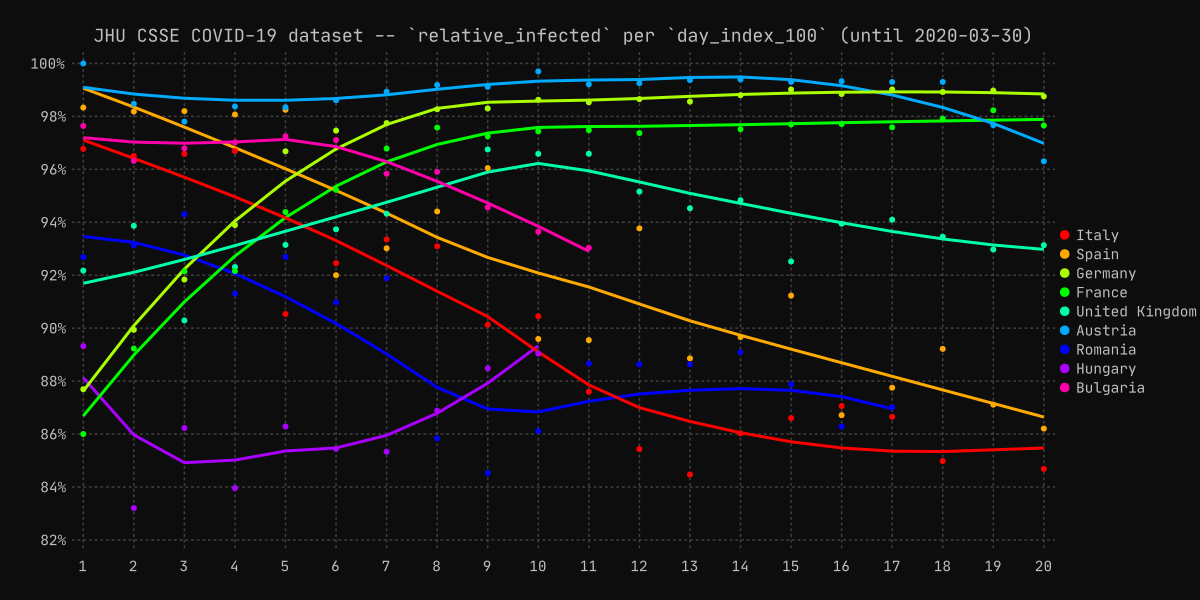 JHU CSSE COVID-19 dataset -- `relative_infected` per `day_index_100` (until 2020-03-30)
100%
98%
96%
94%
92%
90%
88%
86%
84%
82%
1 2 3 4 5 6 7 8 9 10 11 12 13 14 15 16 17 18 19 20
Italy
Spain
Germany
France
United Kingdom
Austria
Romania
Hungary
Bulgaria